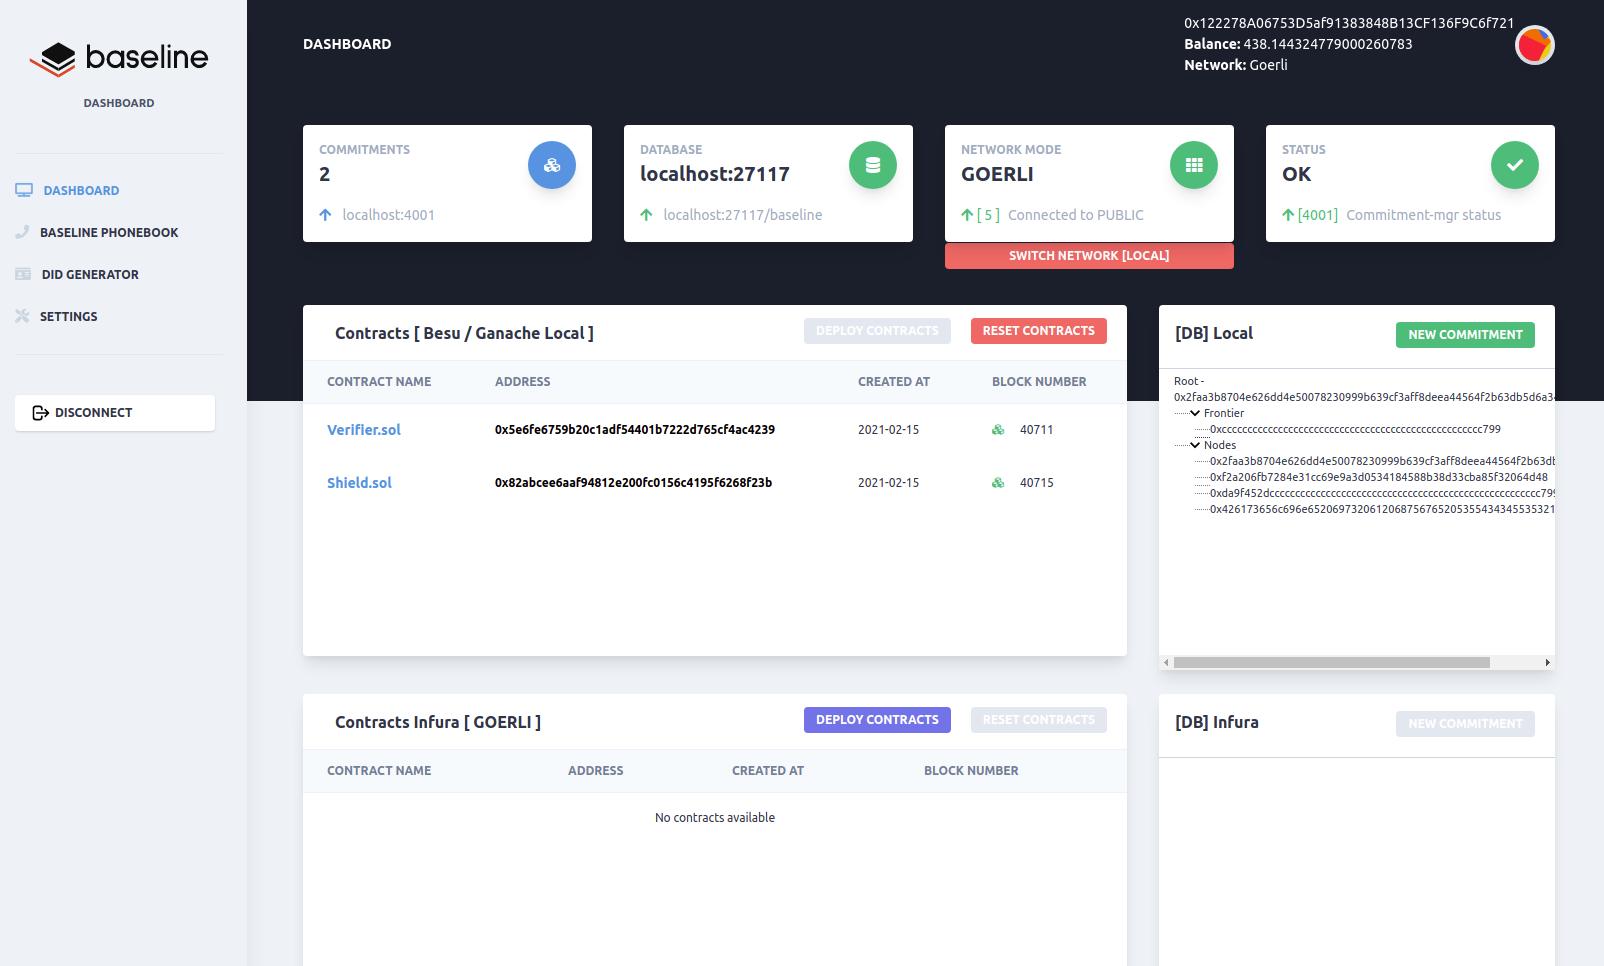 baseline
DASHBOARD
DASHBOARD
BASELINE PHONEBOOK
DID GENERATOR
SETTINGS
DISCONNECT
DASHBOARD
0x122278A06753D5af91383848B13CF136F9C6f721
Balance: 438.144324779000260783
Network: Goerli
COMMITMENTS
2
localhost:4001
DATABASE
localhost:27117
localhost:27117/baseline
NETWORK MODE
GOERLI
[ 5 ] Connected to PUBLIC
SWITCH NETWORK [LOCAL]
STATUS
OK
[4001] Commitment-mgr status
Contracts [ Besu / Ganache Local ] DEPLOY CONTRACTS RESET CONTRACTS
CONTRACT NAME ADDRESS CREATED AT BLOCK NUMBER
Verifier.sol 0x5e6fe6759b20c1adf54401b7222d765cf4ac4239 2021-02-15 40711
Shield.sol 0x82abcee6aaf94812e200fc0156c4195f6268f23b 2021-02-15 40715
[DB] Local NEW COMMITMENT
Root -
Frontier
Nodes
0xf2a206fb7284e31cc69e9a3d0534184588b38d33cba85f32064d48
Contracts Infura [ GOERLI ] DEPLOY CONTRACTS RESET CONTRACTS
CONTRACT NAME ADDRESS CREATED AT BLOCK NUMBER
No contracts available
[DB] Infura NEW COMMITMENT